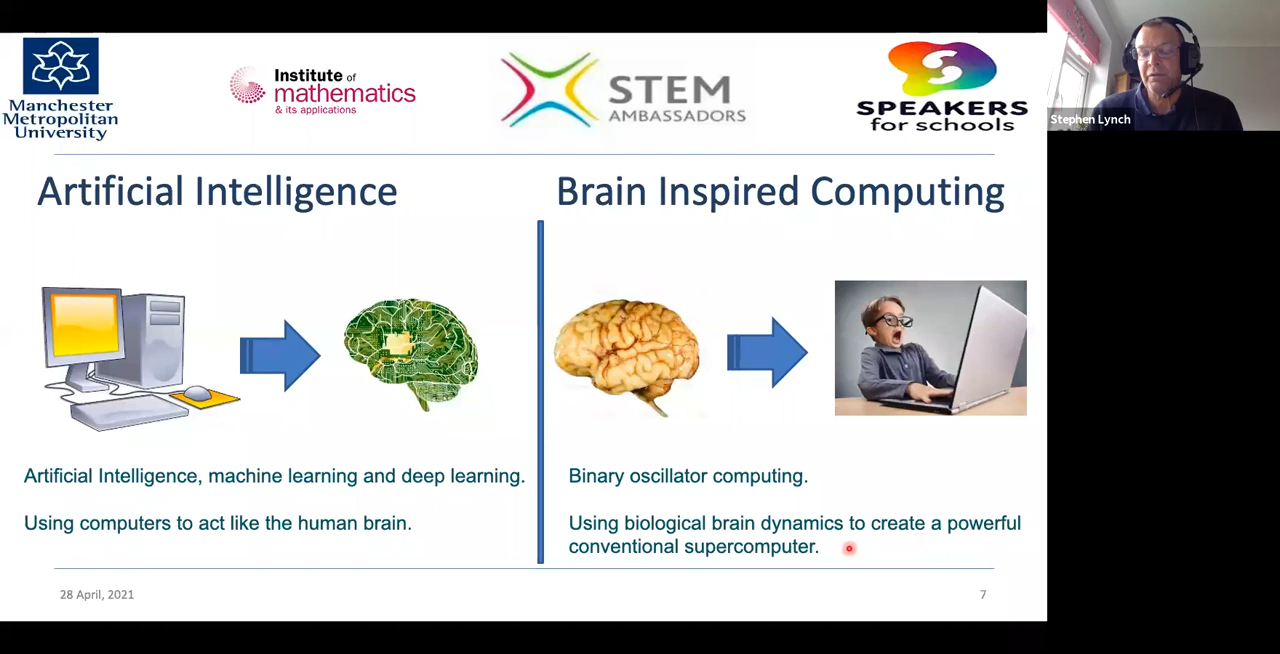 Manchester
Metropolitan
University
Institute of
mathematics
& its applications
STEM
AMBASSADORS
SPEAKERS
for schools
Stephen Lynch
Artificial Intelligence
Brain Inspired Computing
Artificial Intelligence, machine learning and deep learning.
Using computers to act like the human brain.
Binary oscillator computing.
Using biological brain dynamics to create a powerful
conventional supercomputer.
28 April, 2021
7